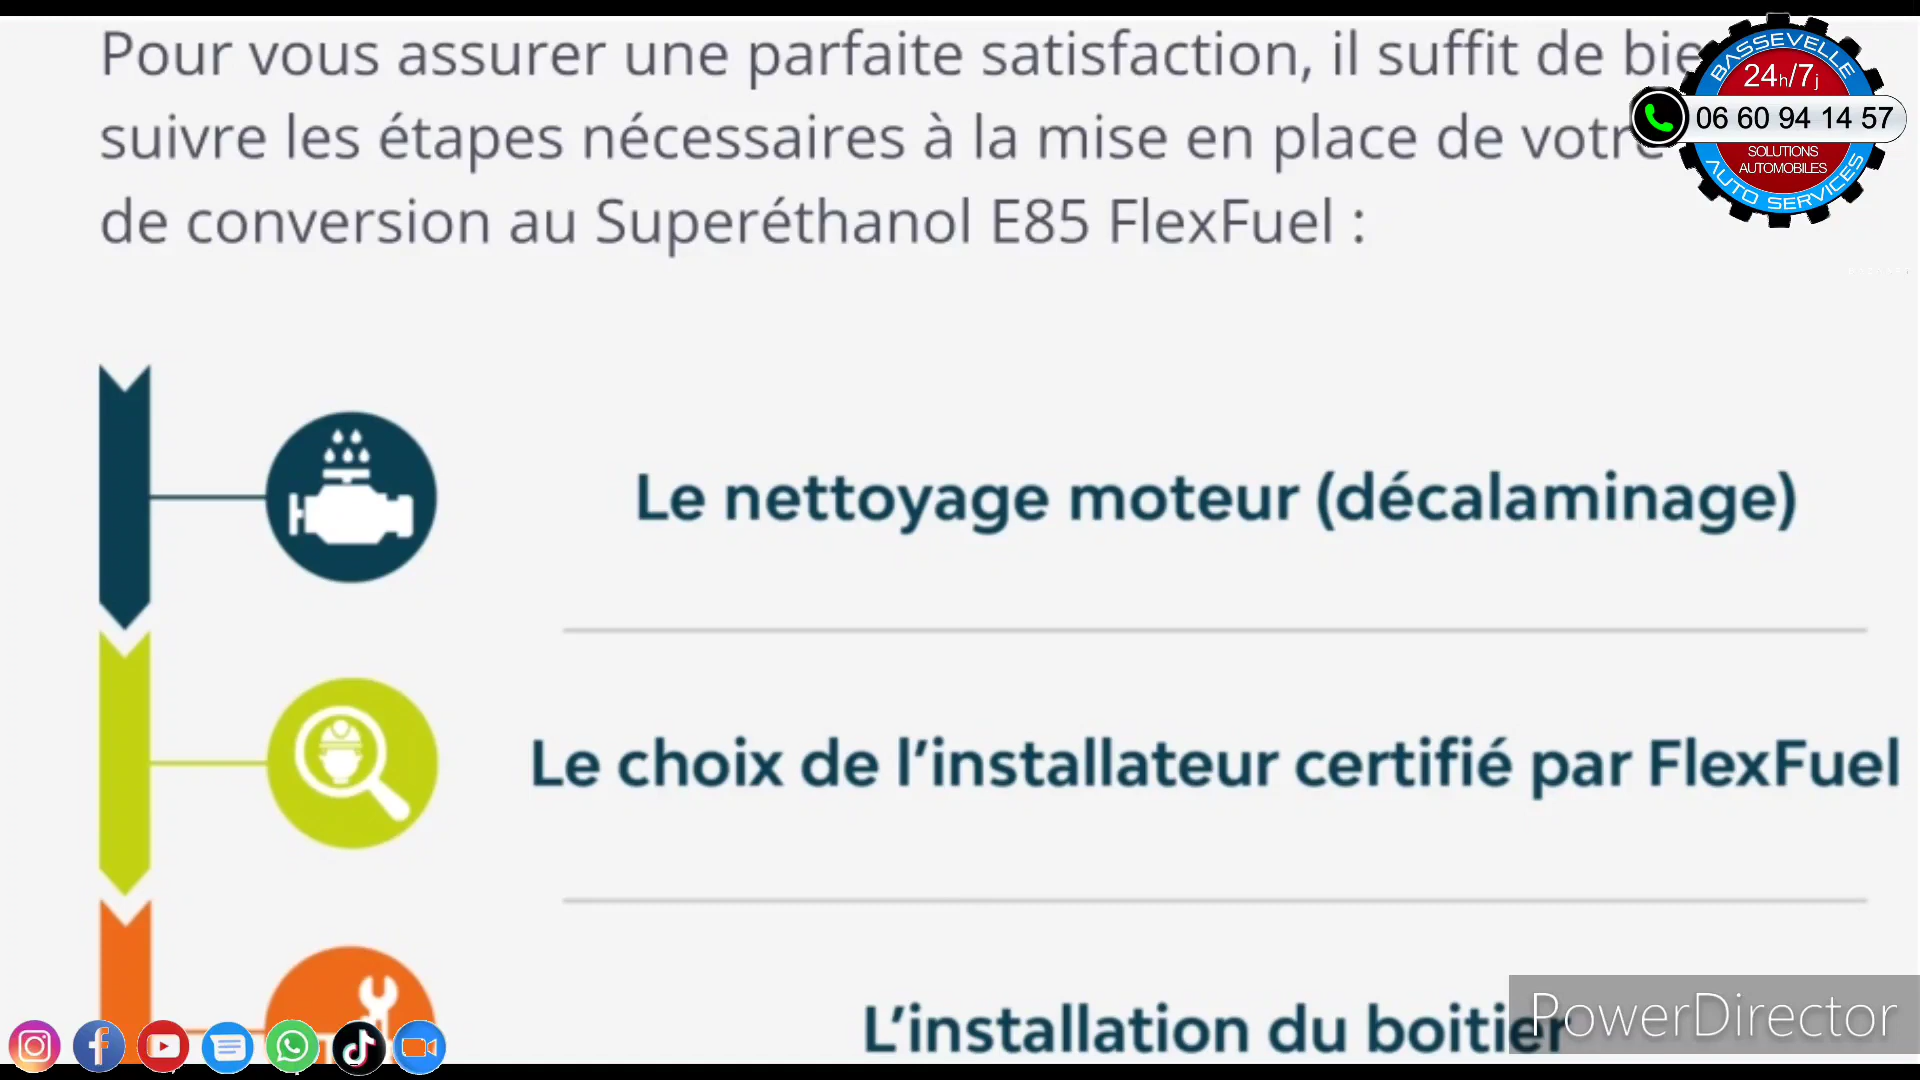 Pour vous assurer une parfaite satisfaction, il suffit de
suivre les étapes nécessaires à la mise en place de
de conversion au Superéthanol E85 FlexFuel :
BASSEVELLE
24h/7j
06 60 94 14 57
SOLUTIONS
AUTOMOBILES
AUTO SERVICES
Le nettoyage moteur (décalaminage)
Le choix de l’installateur certifié par FlexFuel
L’installation du boitier
PowerDirector